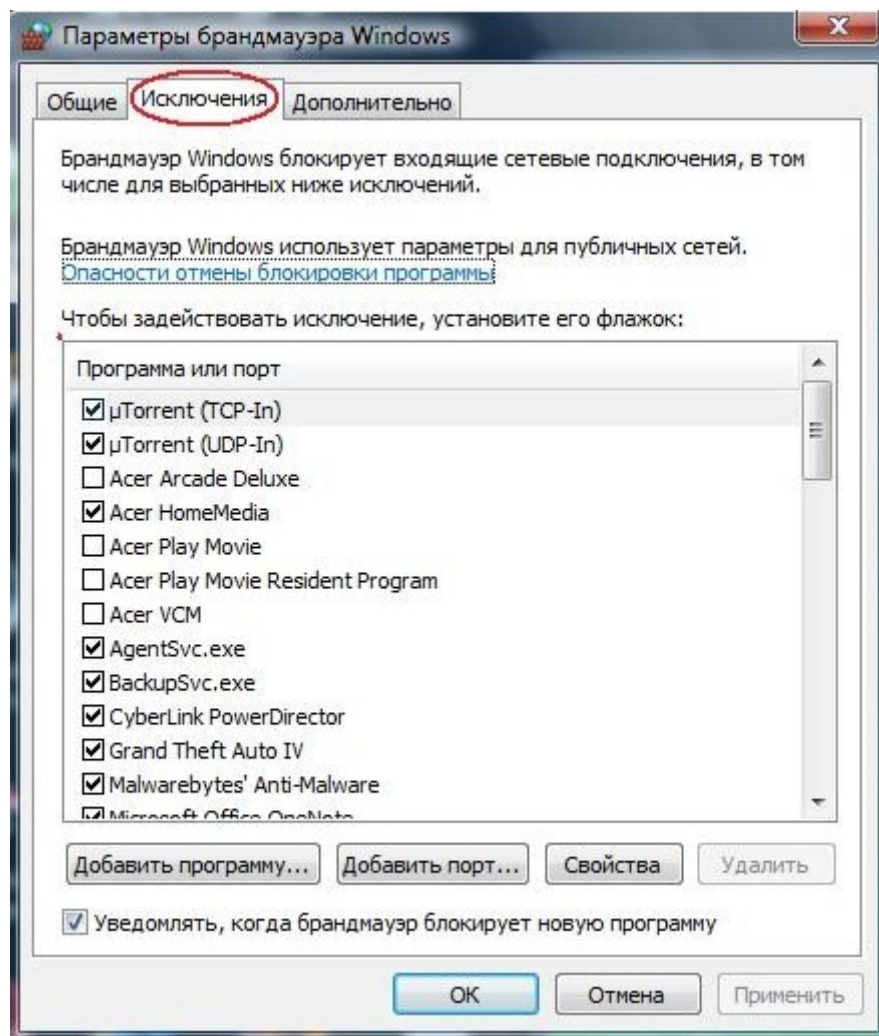 Параметры брандмауэра Windows
Общие Исключения Дополнительно
Брандмауэр Windows блокирует входящие сетевые подключения, в том
числе для выбранных ниже исключений.
Брандмауэр Windows использует параметры для публичных сетей.
Опасности отмены блокировки программы
Чтобы задействовать исключение, установите его флажок:
Программа или порт
µTorrent (TCP-In)
µTorrent (UDP-In)
Acer Arcade Deluxe
Acer HomeMedia
Acer Play Movie
Acer Play Movie Resident Program
Acer VCM
AgentSvc.exe
BackupSvc.exe
CyberLink PowerDirector
Grand Theft Auto IV
Malwarebytes' Anti-Malware
Microsoft Office OneNote
Добавить программу... Добавить порт... Свойства Удалить
Уведомлять, когда брандмауэр блокирует новую программу
ОК Отмена Применить